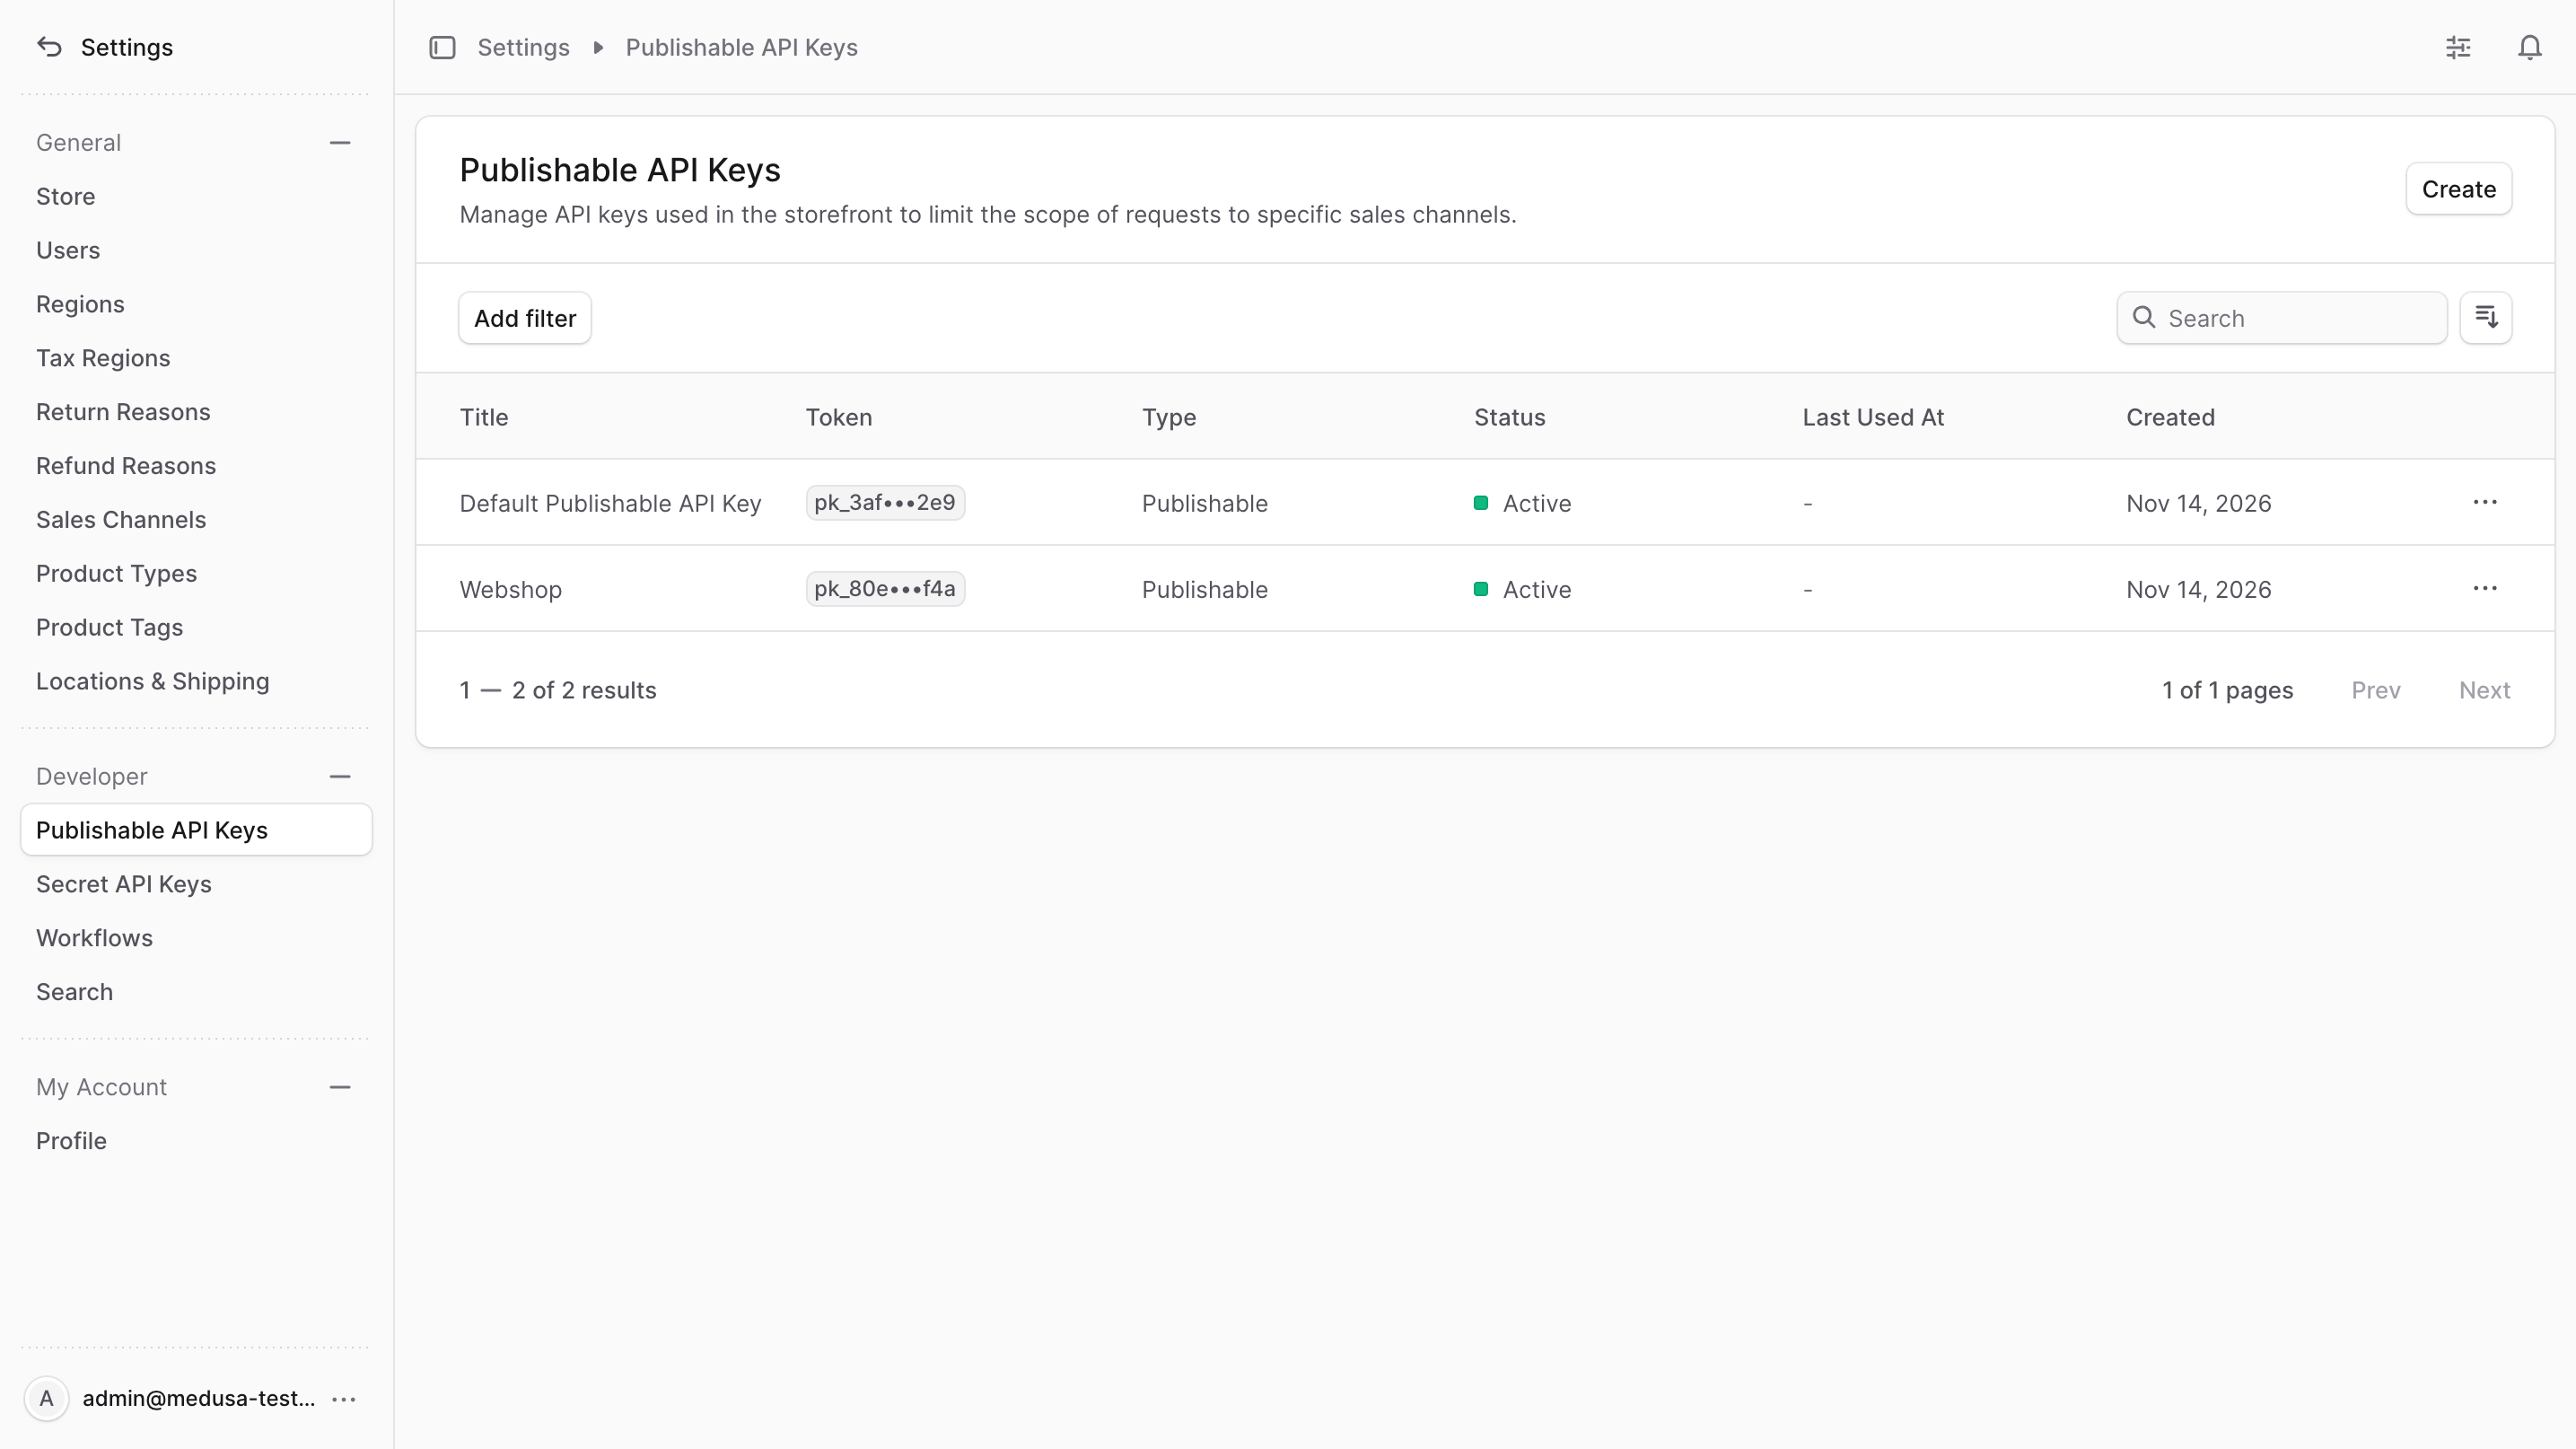 Settings
General
Store
Users
Regions
Tax Regions
Return Reasons
Refund Reasons
Sales Channels
Product Types
Product Tags
Locations & Shipping
Developer
Publishable API Keys
Secret API Keys
Workflows
Search
My Account
Profile
A admin@medusa-test...
Settings Publishable API Keys
Publishable API Keys
Manage API keys used in the storefront to limit the scope of requests to specific sales channels.
Create
Add filter
Search
Title Token Type Status Last Used At Created
Default Publishable API Key pk_3af•••2e9 Publishable Active - Nov 14, 2026
Webshop pk_80e•••f4a Publishable Active - Nov 14, 2026
1 — 2 of 2 results
1 of 1 pages Prev Next